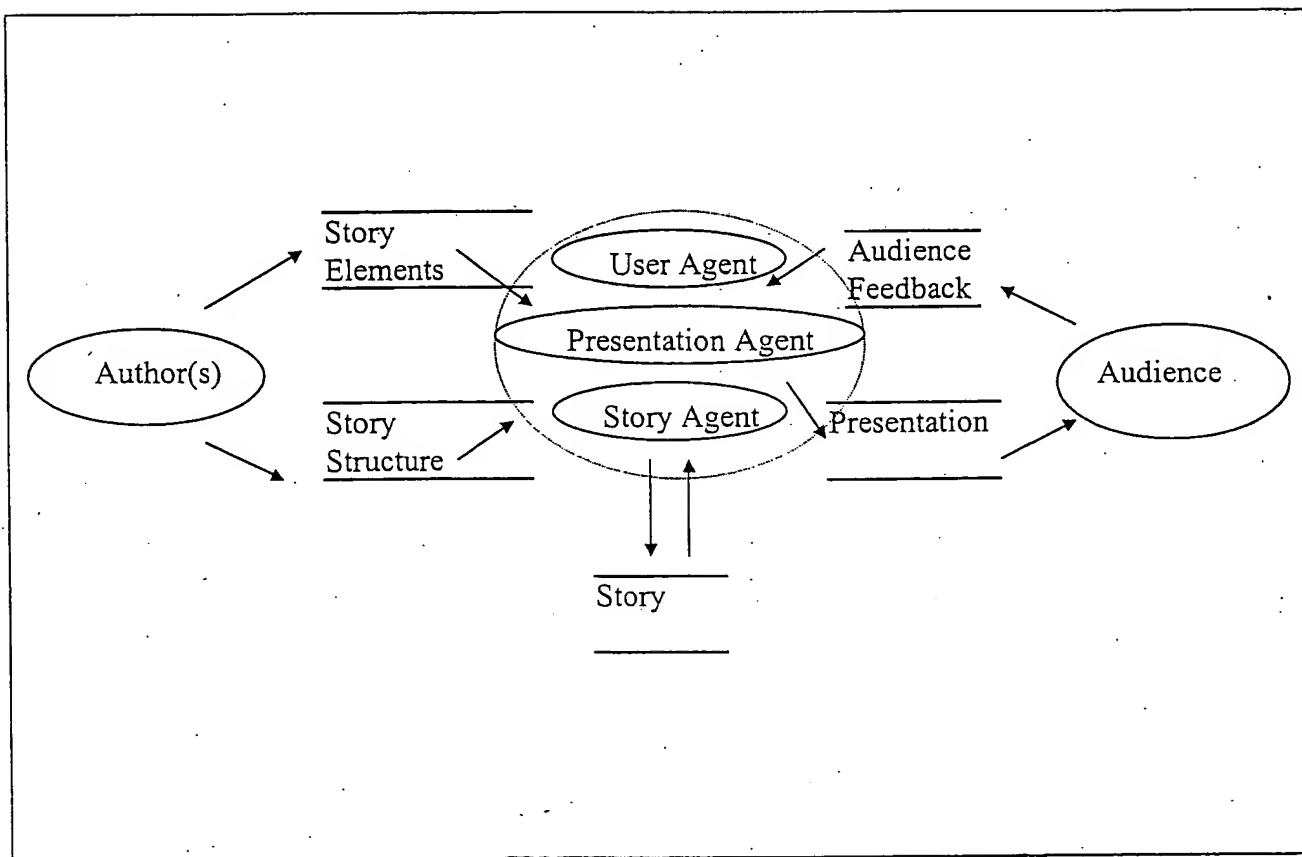 Story
Elements
User Agent
Audience
Feedback
Presentation Agent
Author(s)
Audience
Story
Structure
Story Agent
Presentation
Story